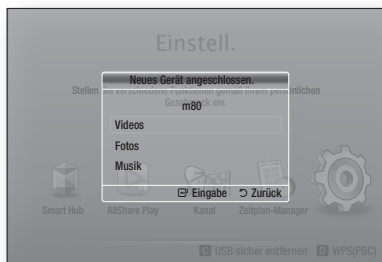 Einstell.
Neues Gerät angeschlossen.
Stellen Sie verschiedene Funktionen gemäß Ihrem persönlichen
Geschmack ein.
m80
Videos
Fotos
Musik
Eingabe Zurück
Smart Hub AllShare Play Kanal Zeitplan-Manager
C USB sicher entfernen D WPS(PBC)